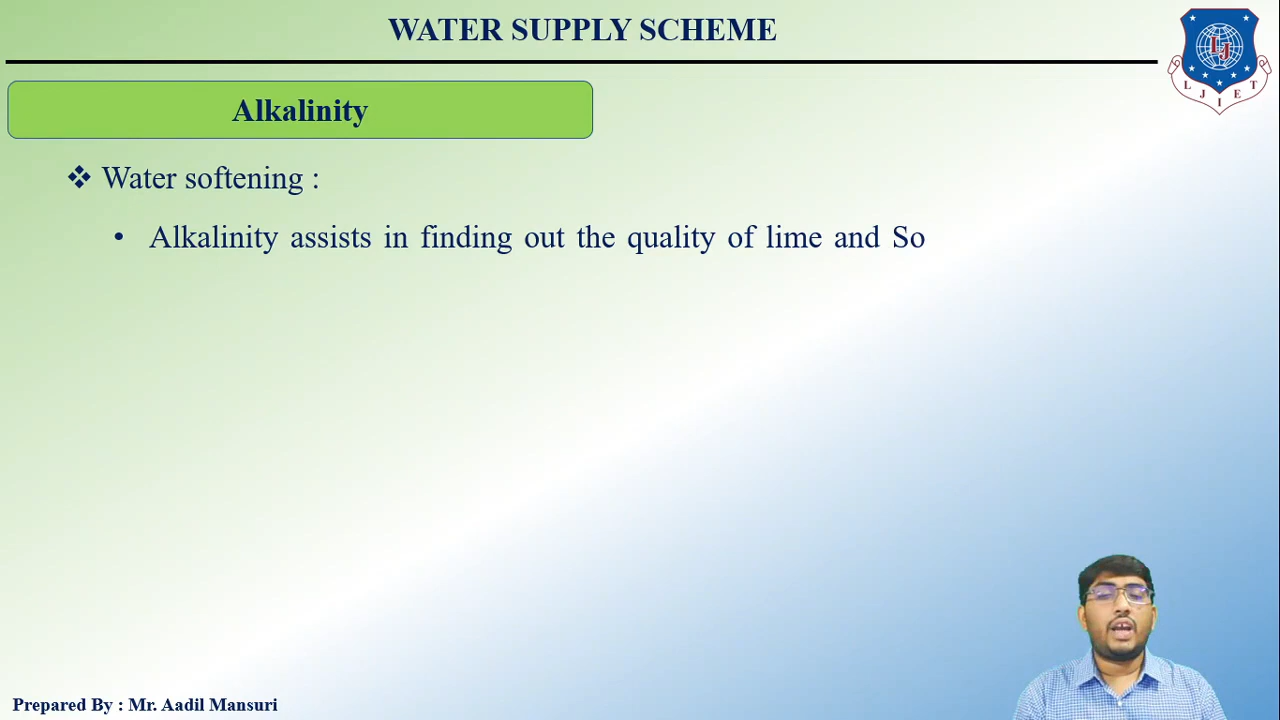 WATER SUPPLY SCHEME
LJ
L J I E T
Alkalinity
❖ Water softening :
• Alkalinity assists in finding out the quality of lime and So
Prepared By : Mr. Aadil Mansuri